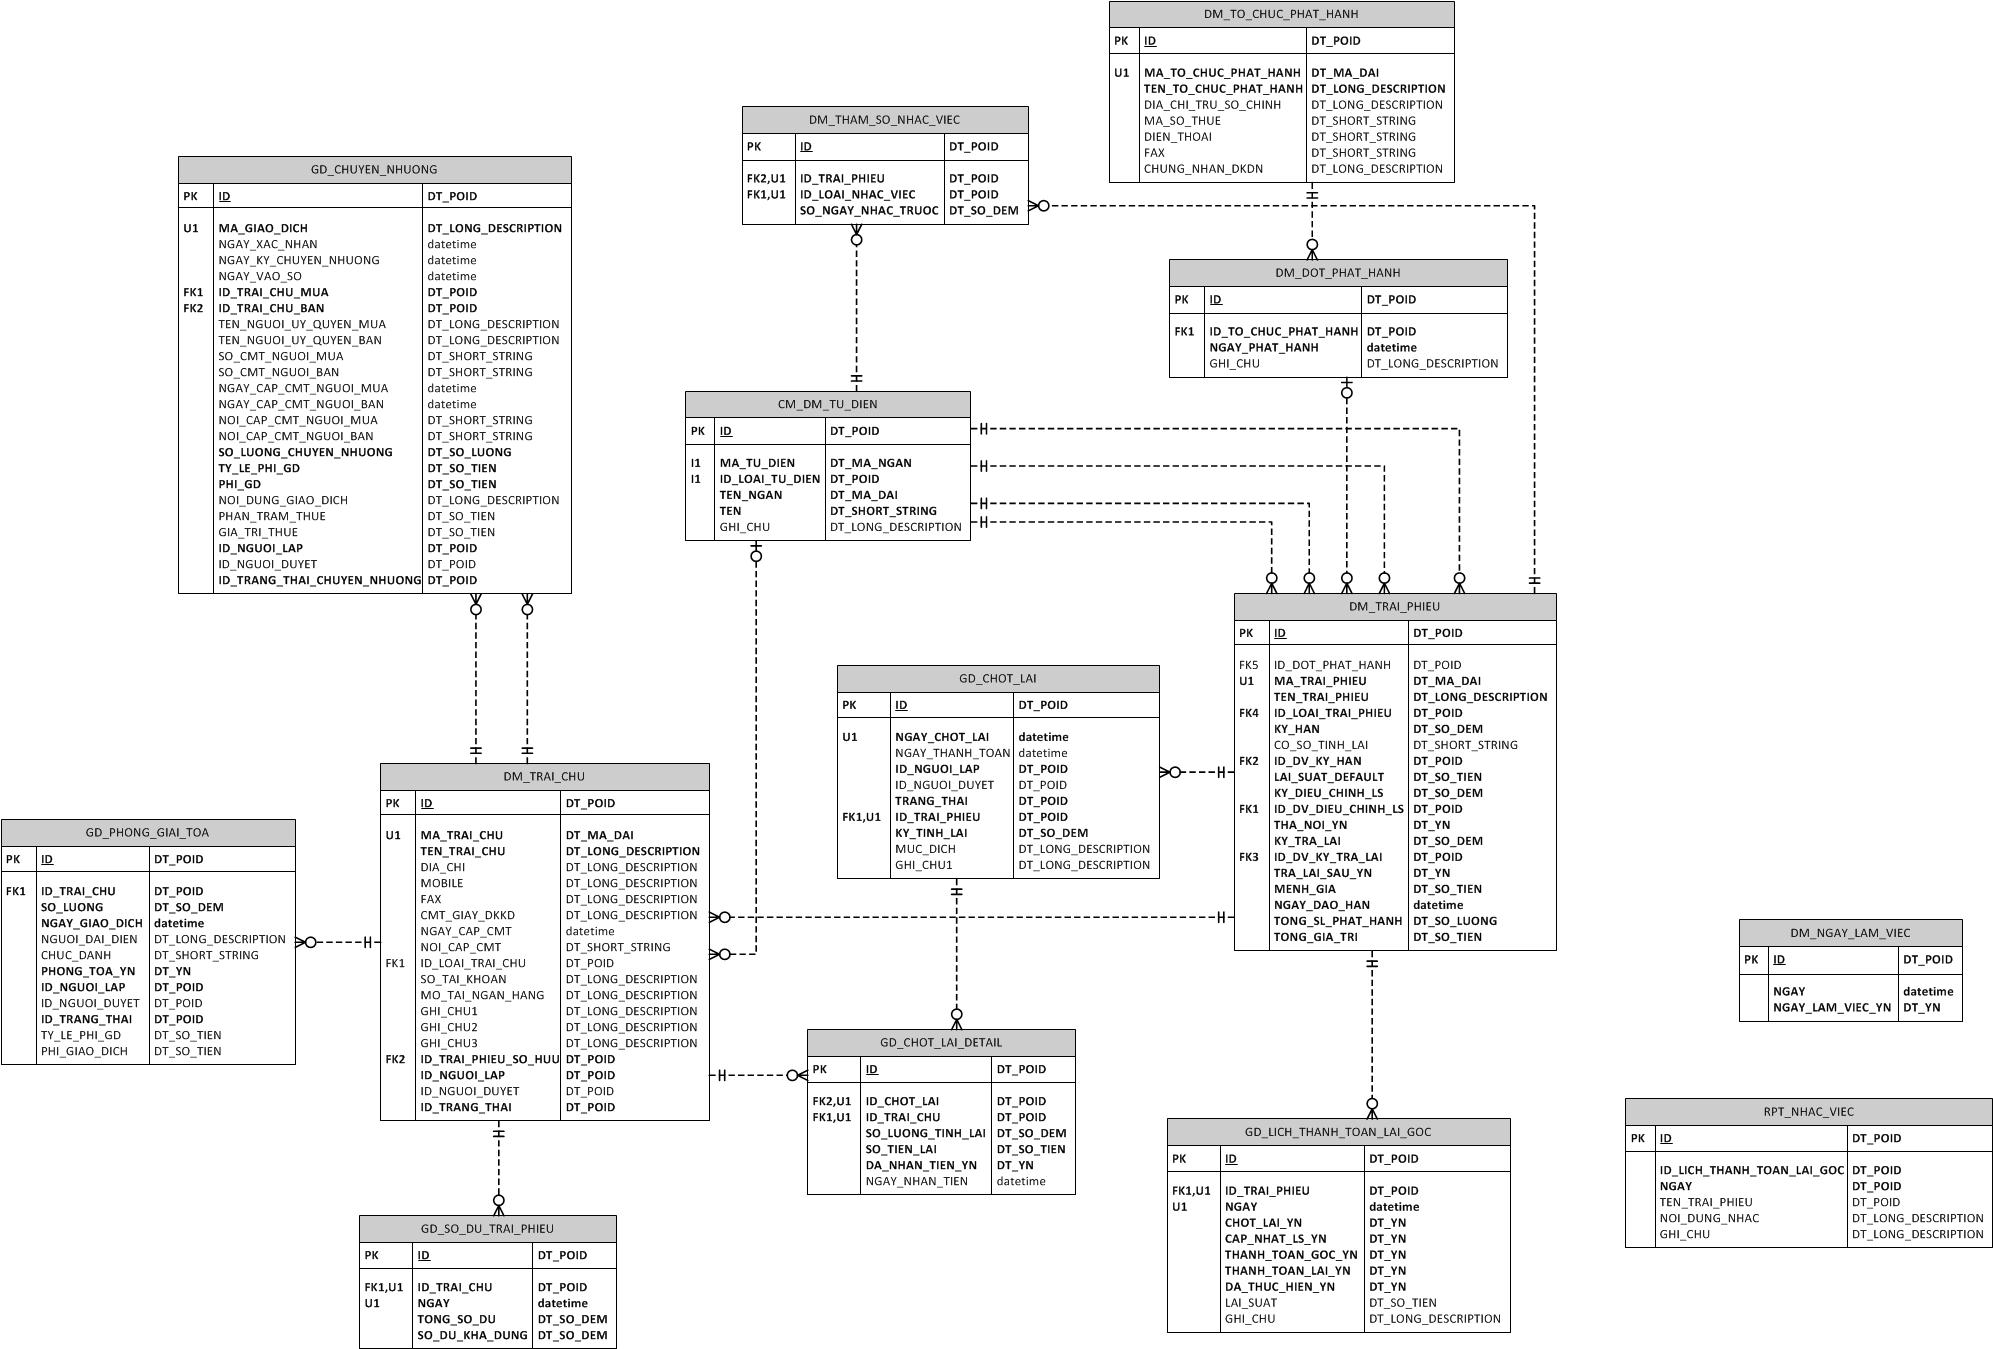 DM_TO_CHUC_PHAT_HANH
PK ID DT_POID
U1 MA_TO_CHUC_PHAT_HANH DT_MA_DAI
TEN_TO_CHUC_PHAT_HANH DT_LONG_DESCRIPTION
DIA_CHI_TRU_SO_CHINH DT_LONG_DESCRIPTION
MA_SO_THUE DT_SHORT_STRING
DIEN_THOAI DT_SHORT_STRING
FAX DT_SHORT_STRING
CHUNG_NHAN_DKDN DT_LONG_DESCRIPTION
DM_THAM_SO_NHAC_VIEC
PK ID DT_POID
FK2,U1 ID_TRAI_PHIEU DT_POID
FK1,U1 ID_LOAI_NHAC_VIEC DT_POID
SO_NGAY_NHAC_TRUOC DT_SO_DEM
GD_CHUYEN_NHUONG
PK ID DT_POID
U1 MA_GIAO_DICH DT_LONG_DESCRIPTION
NGAY_XAC_NHAN datetime
NGAY_KY_CHUYEN_NHUONG datetime
NGAY_VAO_SO datetime
FK1 ID_TRAI_CHU_MUA DT_POID
FK2 ID_TRAI_CHU_BAN DT_POID
TEN_NGUOI_UY_QUYEN_MUA DT_LONG_DESCRIPTION
TEN_NGUOI_UY_QUYEN_BAN DT_LONG_DESCRIPTION
SO_CMT_NGUOI_MUA DT_SHORT_STRING
SO_CMT_NGUOI_BAN DT_SHORT_STRING
NGAY_CAP_CMT_NGUOI_MUA datetime
NGAY_CAP_CMT_NGUOI_BAN datetime
NOI_CAP_CMT_NGUOI_MUA DT_SHORT_STRING
NOI_CAP_CMT_NGUOI_BAN DT_SHORT_STRING
SO_LUONG_CHUYEN_NHUONG DT_SO_LUONG
TY_LE_PHI_GD DT_SO_TIEN
PHI_GD DT_SO_TIEN
NOI_DUNG_GIAO_DICH DT_LONG_DESCRIPTION
PHAN_TRAM_THUE DT_SO_TIEN
GIA_TRI_THUE DT_SO_TIEN
ID_NGUOI_LAP DT_POID
ID_NGUOI_DUYET DT_POID
ID_TRANG_THAI_CHUYEN_NHUONG DT_POID
DM_DOT_PHAT_HANH
PK ID DT_POID
FK1 ID_TO_CHUC_PHAT_HANH DT_POID
NGAY_PHAT_HANH datetime
GHI_CHU DT_LONG_DESCRIPTION
CM_DM_TU_DIEN
PK ID DT_POID
I1 MA_TU_DIEN DT_MA_NGAN
I1 ID_LOAI_TU_DIEN DT_POID
TEN_NGAN DT_MA_DAI
TEN DT_SHORT_STRING
GHI_CHU DT_LONG_DESCRIPTION
DM_TRAI_PHIEU
PK ID DT_POID
FK5 ID_DOT_PHAT_HANH DT_POID
U1 MA_TRAI_PHIEU DT_MA_DAI
TEN_TRAI_PHIEU DT_LONG_DESCRIPTION
FK4 ID_LOAI_TRAI_PHIEU DT_POID
KY_HAN DT_SO_DEM
CO_SO_TINH_LAI DT_SHORT_STRING
FK2 ID_DV_KY_HAN DT_POID
LAI_SUAT_DEFAULT DT_SO_TIEN
KY_DIEU_CHINH_LS DT_SO_DEM
FK1 ID_DV_DIEU_CHINH_LS DT_POID
THA_NOI_YN DT_YN
KY_TRA_LAI DT_SO_DEM
FK3 ID_DV_KY_TRA_LAI DT_POID
TRA_LAI_SAU_YN DT_YN
MENH_GIA DT_SO_TIEN
NGAY_DAO_HAN datetime
TONG_SL_PHAT_HANH DT_SO_LUONG
TONG_GIA_TRI DT_SO_TIEN
GD_CHOT_LAI
PK ID DT_POID
U1 NGAY_CHOT_LAI datetime
NGAY_THANH_TOAN datetime
ID_NGUOI_LAP DT_POID
ID_NGUOI_DUYET DT_POID
TRANG_THAI DT_POID
FK1,U1 ID_TRAI_PHIEU DT_POID
KY_TINH_LAI DT_SO_DEM
MUC_DICH DT_LONG_DESCRIPTION
GHI_CHU1 DT_LONG_DESCRIPTION
DM_TRAI_CHU
PK ID DT_POID
U1 MA_TRAI_CHU DT_MA_DAI
TEN_TRAI_CHU DT_LONG_DESCRIPTION
DIA_CHI DT_LONG_DESCRIPTION
MOBILE DT_LONG_DESCRIPTION
FAX DT_LONG_DESCRIPTION
CMT_GIAY_DKKD DT_LONG_DESCRIPTION
NGAY_CAP_CMT datetime
NOI_CAP_CMT DT_SHORT_STRING
FK1 ID_LOAI_TRAI_CHU DT_POID
SO_TAI_KHOAN DT_LONG_DESCRIPTION
MO_TAI_NGAN_HANG DT_LONG_DESCRIPTION
GHI_CHU1 DT_LONG_DESCRIPTION
GHI_CHU2 DT_LONG_DESCRIPTION
GHI_CHU3 DT_LONG_DESCRIPTION
FK2 ID_TRAI_PHIEU_SO_HUU DT_POID
ID_NGUOI_LAP DT_POID
ID_NGUOI_DUYET DT_POID
ID_TRANG_THAI DT_POID
GD_PHONG_GIAI_TOA
PK ID DT_POID
FK1 ID_TRAI_CHU DT_POID
SO_LUONG DT_SO_DEM
NGAY_GIAO_DICH datetime
NGUOI_DAI_DIEN DT_LONG_DESCRIPTION
CHUC_DANH DT_SHORT_STRING
PHONG_TOA_YN DT_YN
ID_NGUOI_LAP DT_POID
ID_NGUOI_DUYET DT_POID
ID_TRANG_THAI DT_POID
TY_LE_PHI_GD DT_SO_TIEN
PHI_GIAO_DICH DT_SO_TIEN
DM_NGAY_LAM_VIEC
PK ID DT_POID
NGAY datetime
NGAY_LAM_VIEC_YN DT_YN
GD_CHOT_LAI_DETAIL
PK ID DT_POID
FK2,U1 ID_CHOT_LAI DT_POID
FK1,U1 ID_TRAI_CHU DT_POID
SO_LUONG_TINH_LAI DT_SO_DEM
SO_TIEN_LAI DT_SO_TIEN
DA_NHAN_TIEN_YN DT_YN
NGAY_NHAN_TIEN datetime
RPT_NHAC_VIEC
PK ID DT_POID
ID_LICH_THANH_TOAN_LAI_GOC DT_POID
NGAY DT_POID
TEN_TRAI_PHIEU DT_POID
NOI_DUNG_NHAC DT_LONG_DESCRIPTION
GHI_CHU DT_LONG_DESCRIPTION
GD_LICH_THANH_TOAN_LAI_GOC
PK ID DT_POID
FK1,U1 ID_TRAI_PHIEU DT_POID
U1 NGAY datetime
CHOT_LAI_YN DT_YN
CAP_NHAT_LS_YN DT_YN
THANH_TOAN_GOC_YN DT_YN
THANH_TOAN_LAI_YN DT_YN
DA_THUC_HIEN_YN DT_YN
LAI_SUAT DT_SO_TIEN
GHI_CHU DT_LONG_DESCRIPTION
GD_SO_DU_TRAI_PHIEU
PK ID DT_POID
FK1,U1 ID_TRAI_CHU DT_POID
U1 NGAY datetime
TONG_SO_DU DT_SO_DEM
SO_DU_KHA_DUNG DT_SO_DEM